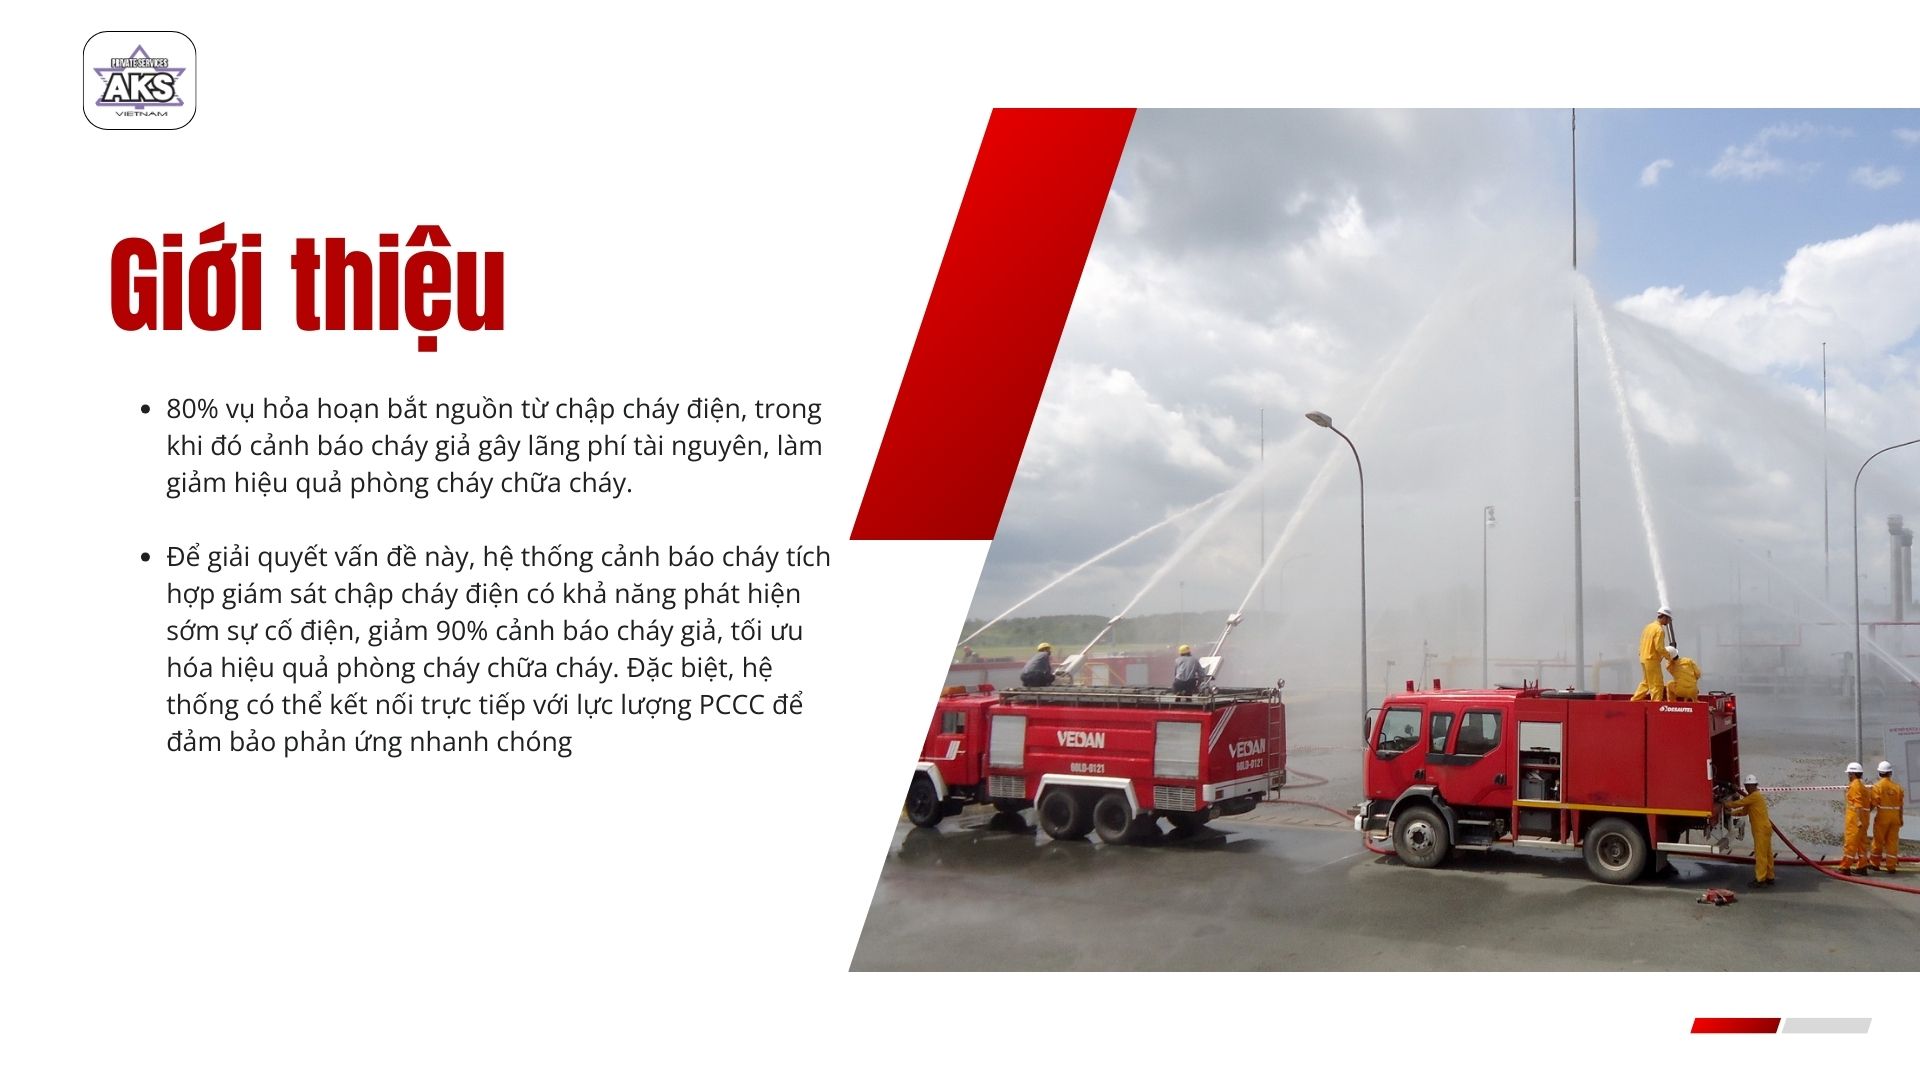 PRIVATE SERVICES
AKS
VIETNAM
Giới thiệu
80% vụ hỏa hoạn bắt nguồn từ chập cháy điện, trong
khi đó cảnh báo cháy giả gây lãng phí tài nguyên, làm
giảm hiệu quả phòng cháy chữa cháy.
Để giải quyết vấn đề này, hệ thống cảnh báo cháy tích
hợp giám sát chập cháy điện có khả năng phát hiện
sớm sự cố điện, giảm 90% cảnh báo cháy giả, tối ưu
hóa hiệu quả phòng cháy chữa cháy. Đặc biệt, hệ
thống có thể kết nối trực tiếp với lực lượng PCCC để
đảm bảo phản ứng nhanh chóng
VEDAN
60LD-0121
VEDAN
60LD-0121
DESAUTEL